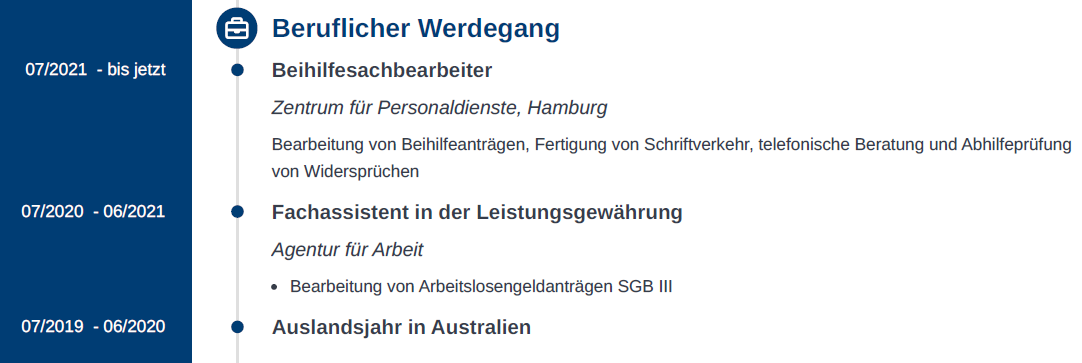 Beruflicher Werdegang
07/2021 - bis jetzt
Beihilfesachbearbeiter
Zentrum für Personaldienste, Hamburg
Bearbeitung von Beihilfeanträgen, Fertigung von Schriftverkehr, telefonische Beratung und Abhilfeprüfung
von Widersprüchen
07/2020 - 06/2021
Fachassistent in der Leistungsgewährung
Agentur für Arbeit
• Bearbeitung von Arbeitslosengeldanträgen SGB III
07/2019 - 06/2020
Auslandsjahr in Australien